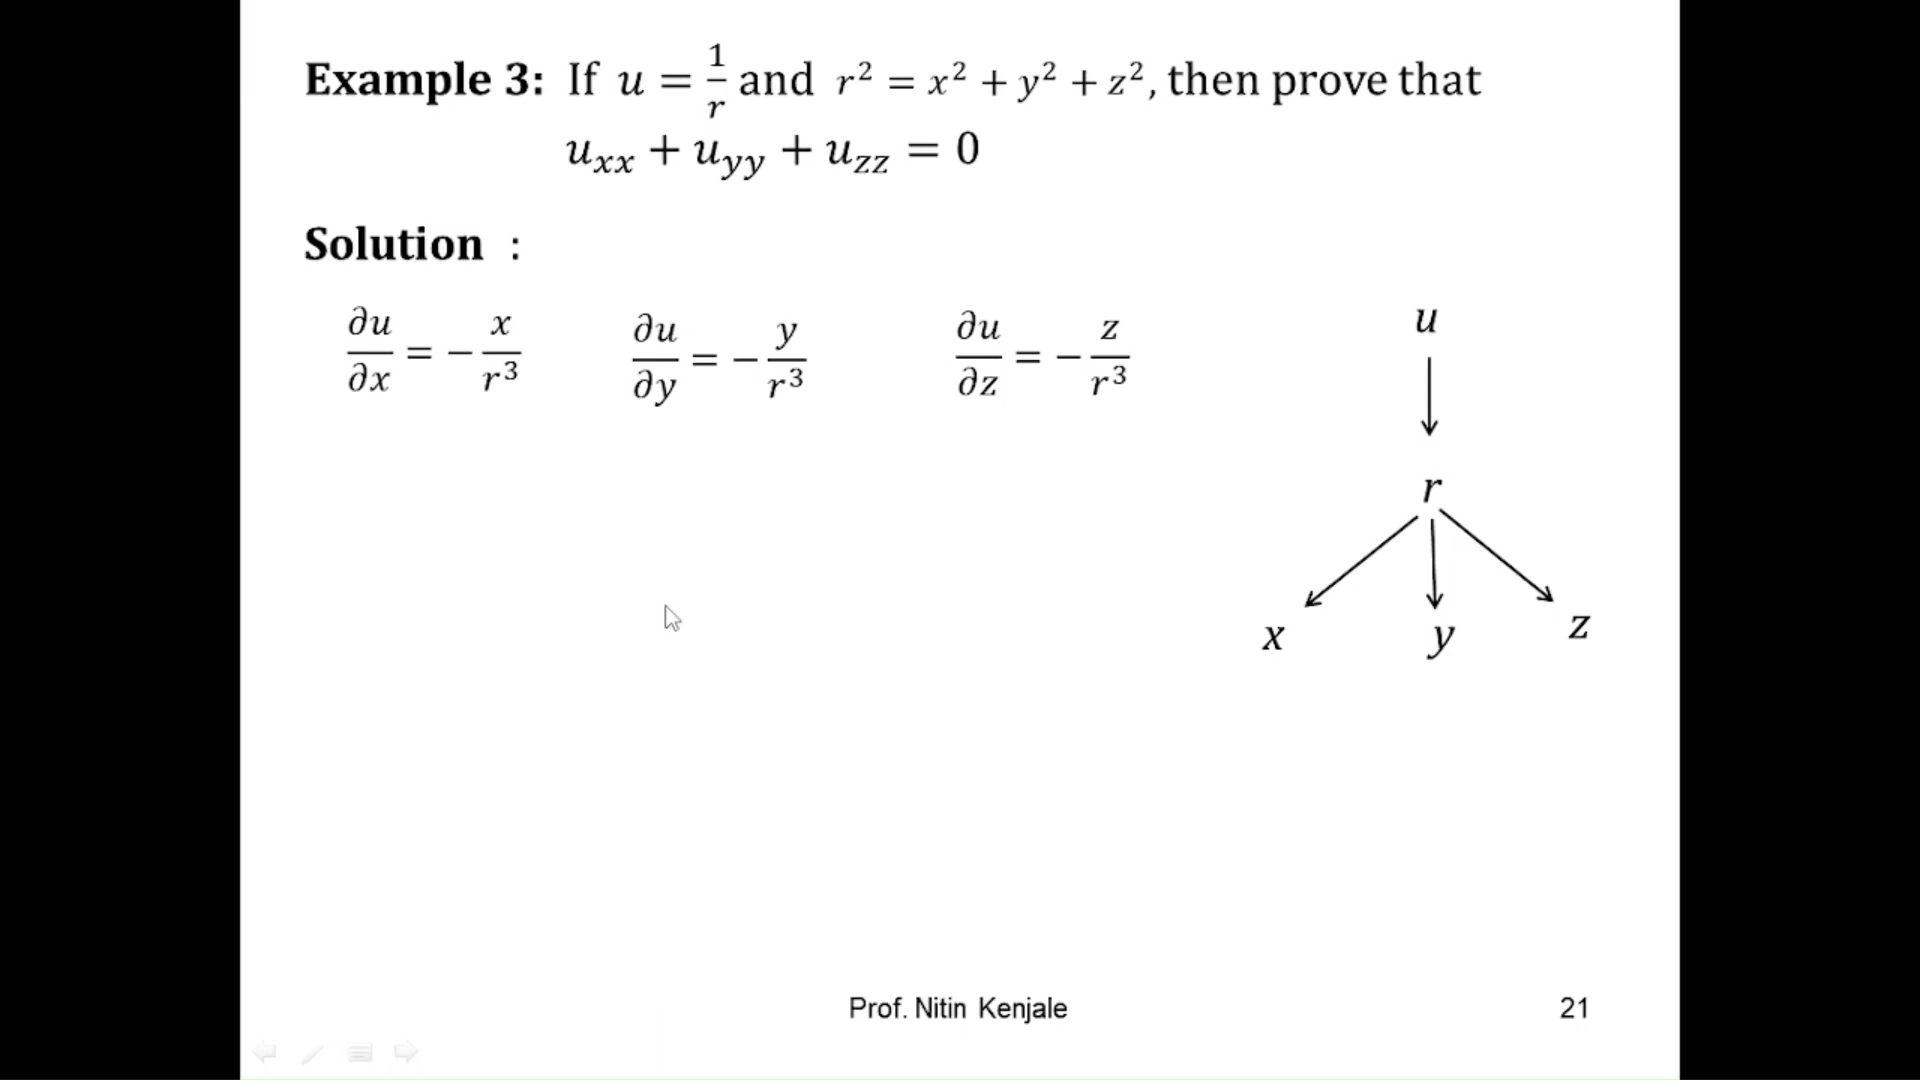 Example 3: If u = 1/r and r² = x² + y² + z², then prove that
uₓₓ + u_yy + u_zz = 0
Solution :
∂u/∂x = − x/r³ ∂u/∂y = − y/r³ ∂u/∂z = − z/r³
u
r
x y z
Prof. Nitin Kenjale 21